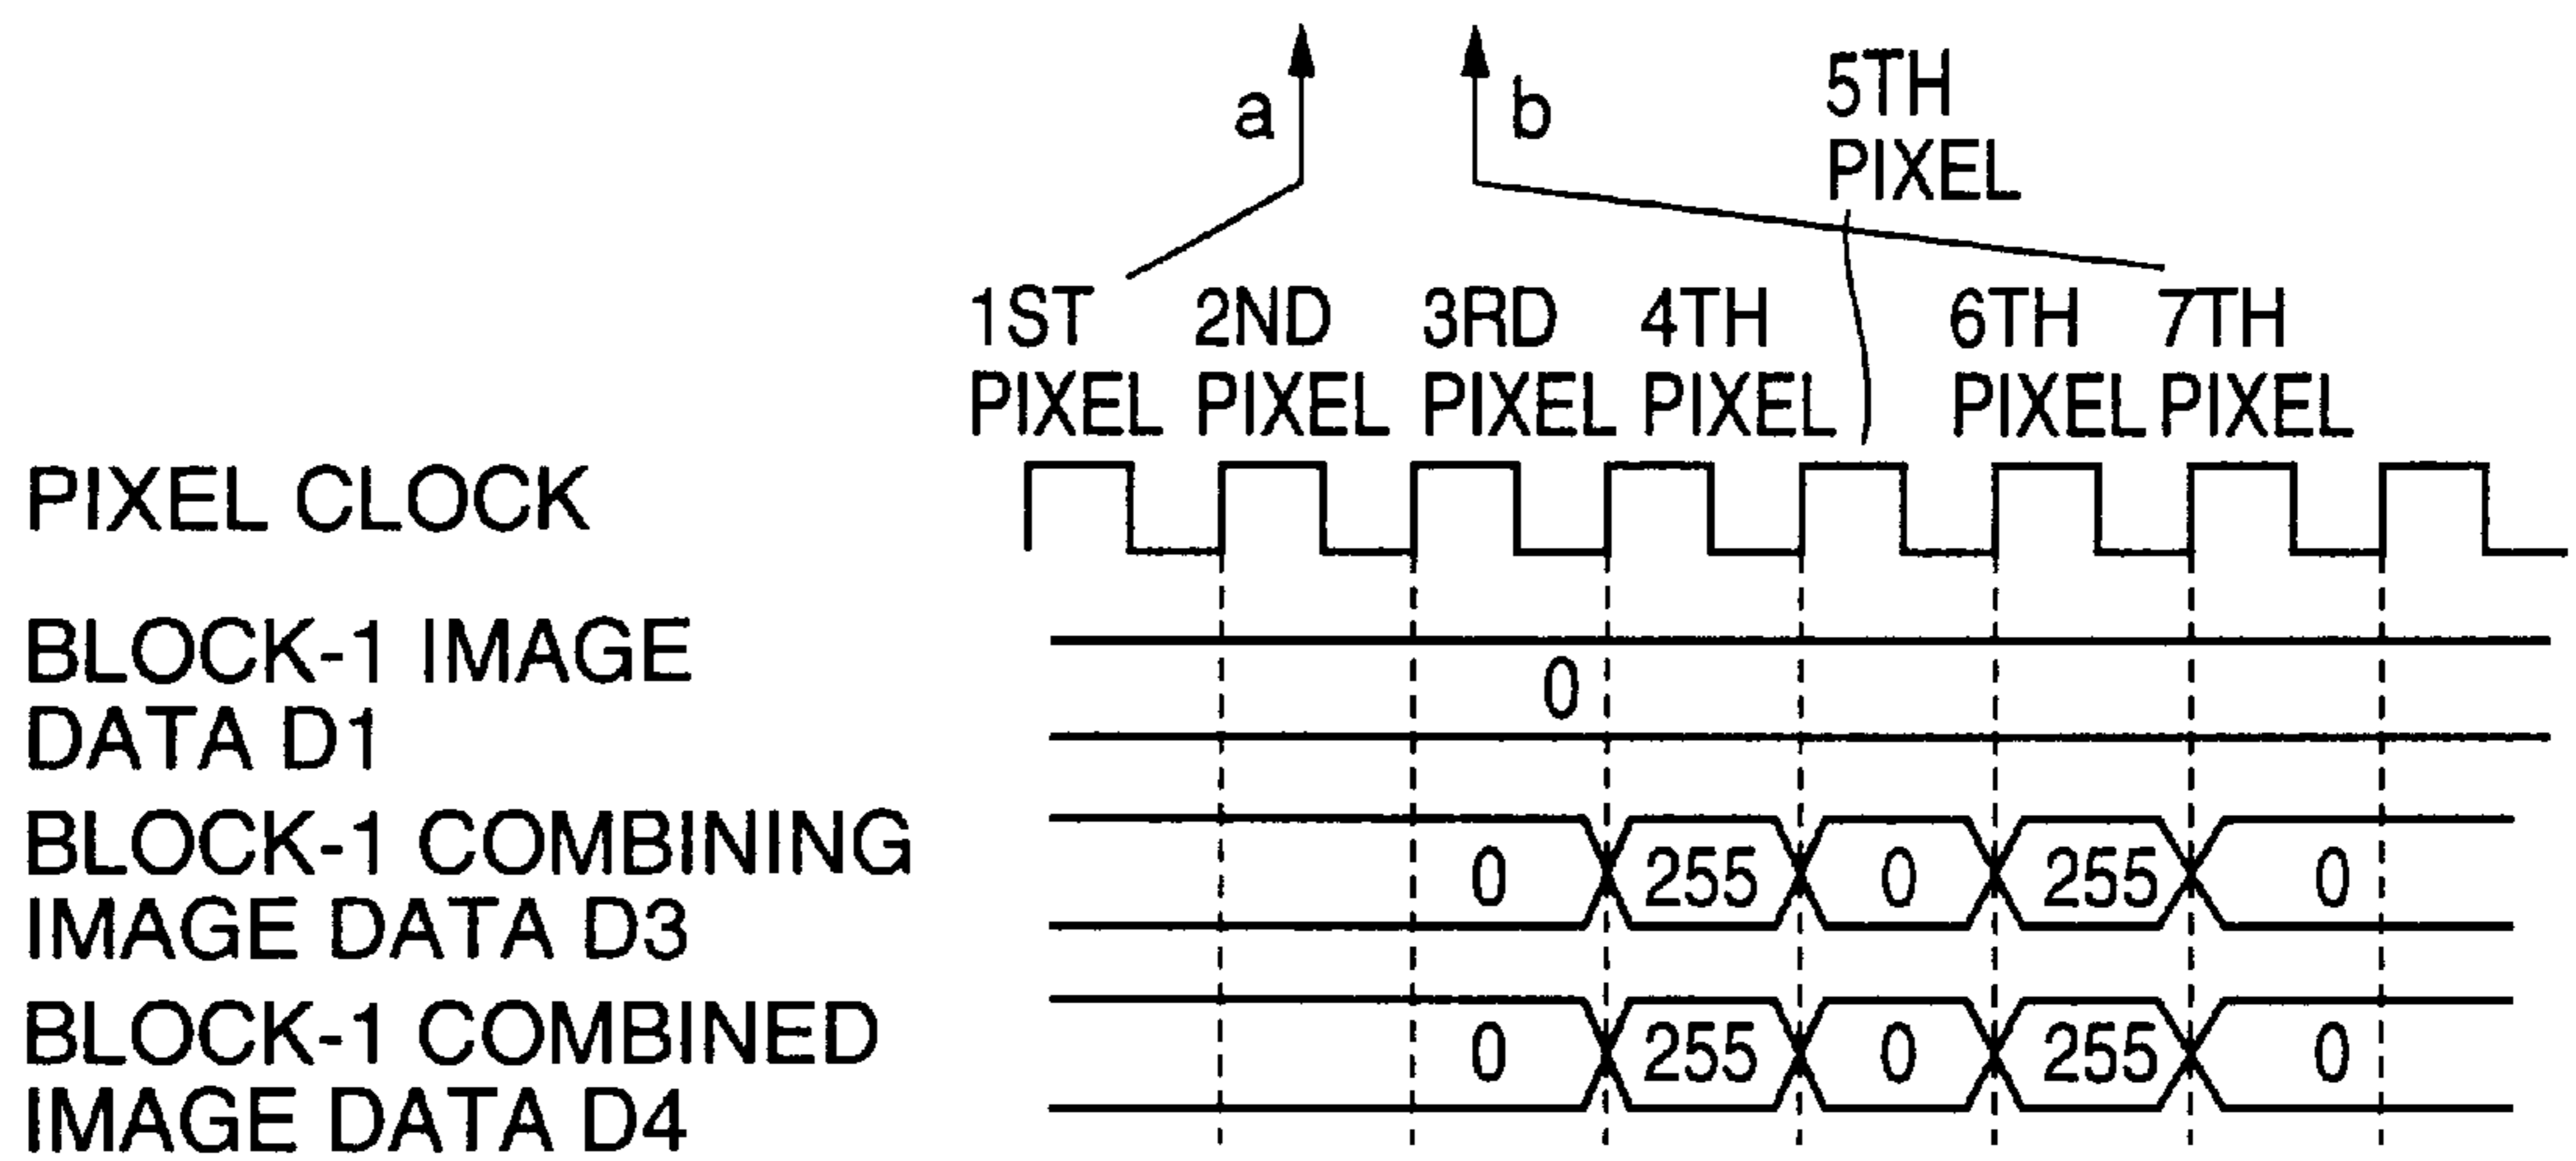 a
b
5TH
PIXEL
1ST 2ND 3RD 4TH 6TH 7TH
PIXEL PIXEL PIXEL PIXEL PIXEL PIXEL
PIXEL CLOCK
BLOCK-1 IMAGE
DATA D1
0
BLOCK-1 COMBINING
IMAGE DATA D3
0 255 0 255 0
BLOCK-1 COMBINED
IMAGE DATA D4
0 255 0 255 0